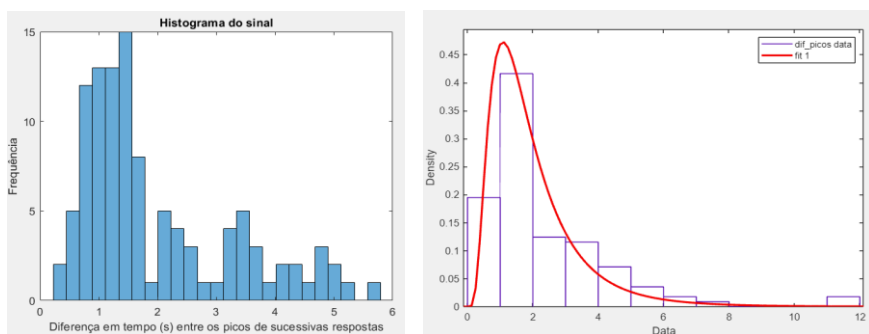 Histograma do sinal
15
10
5
0
Frequência
0 1 2 3 4 5 6
Diferença em tempo (s) entre os picos de sucessivas respostas
dif_picos data
fit 1
0.45
0.4
0.35
0.3
0.25
0.2
0.15
0.1
0.05
0
Density
0 2 4 6 8 10 12
Data